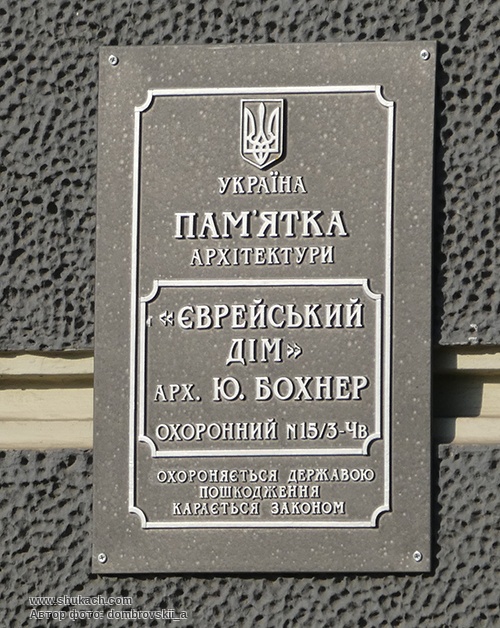 УКРАЇНА
ПАМ'ЯТКА
АРХІТЕКТУРИ
«ЄВРЕЙСЬКИЙ
ДІМ»
АРХ. Ю. БОХНЕР
ОХОРОННИЙ N15/3-Чв
ОХОРОНЯЄТЬСЯ ДЕРЖАВОЮ
ПОШКОДЖЕННЯ
КАРАЄТЬСЯ ЗАКОНОМ
www.shukach.com
Автор фото: dombrovskii_a